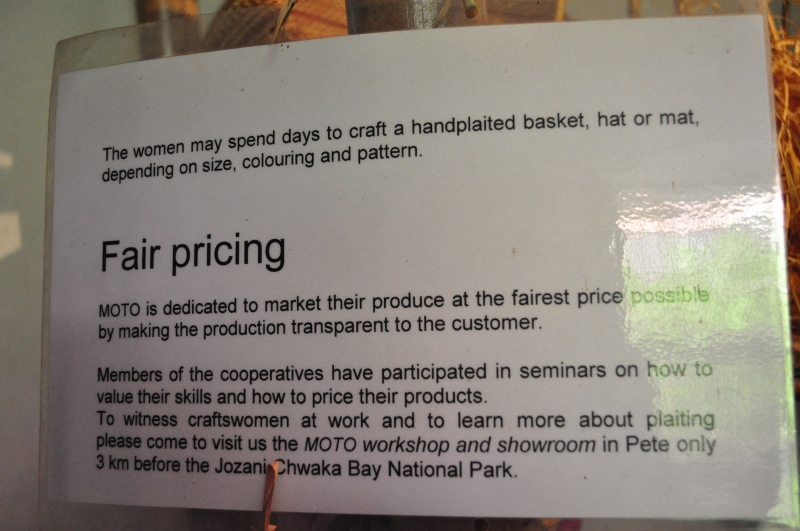 The women may spend days to craft a handplaited basket, hat or mat,
depending on size, colouring and pattern.
Fair pricing
MOTO is dedicated to market their produce at the fairest price possible
by making the production transparent to the customer.
Members of the cooperatives have participated in seminars on how to
value their skills and how to price their products.
To witness craftswomen at work and to learn more about plaiting
please come to visit us the MOTO workshop and showroom in Pete only
3 km before the Jozani-Chwaka Bay National Park.